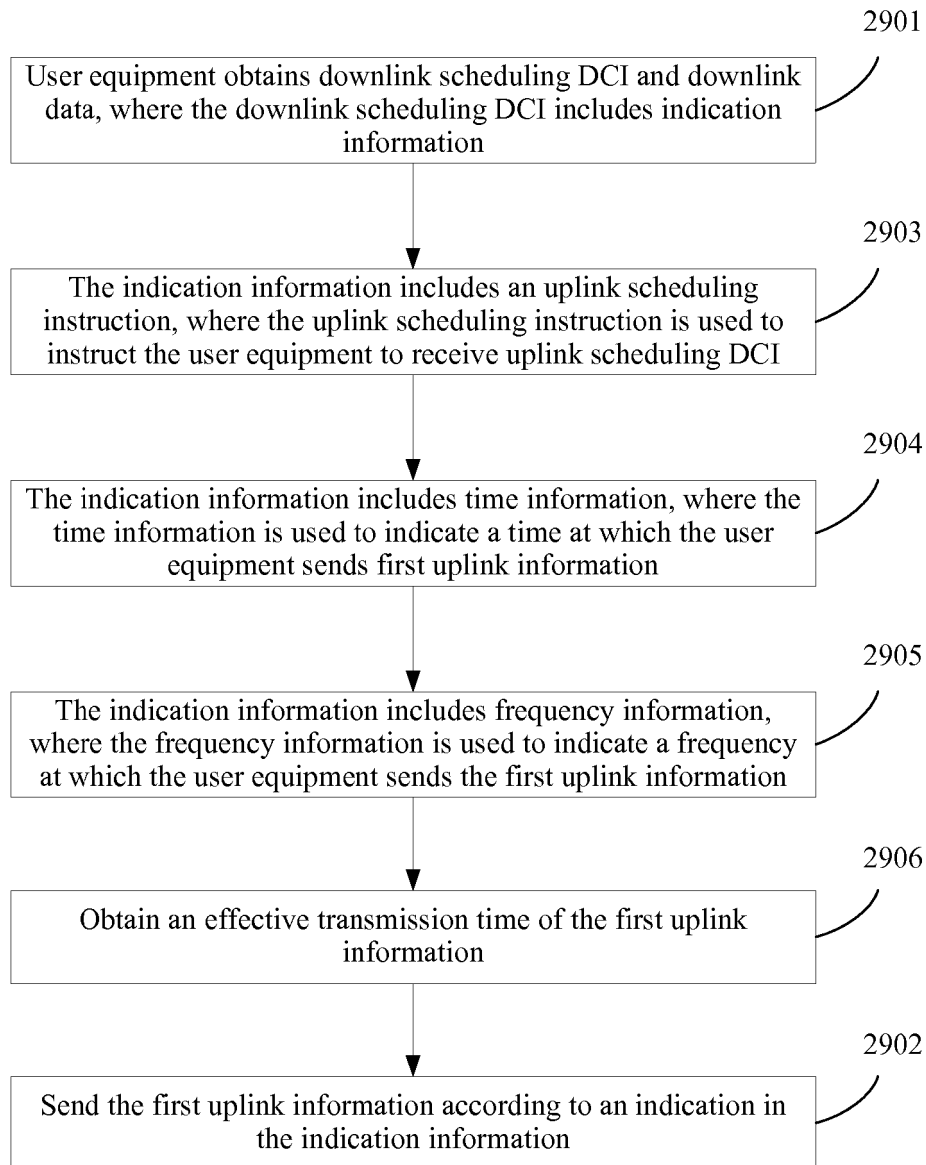 2901
User equipment obtains downlink scheduling DCI and downlink
data, where the downlink scheduling DCI includes indication
information
2903
The indication information includes an uplink scheduling
instruction, where the uplink scheduling instruction is used to
instruct the user equipment to receive uplink scheduling DCI
2904
The indication information includes time information, where the
time information is used to indicate a time at which the user
equipment sends first uplink information
2905
The indication information includes frequency information,
where the frequency information is used to indicate a frequency
at which the user equipment sends the first uplink information
2906
Obtain an effective transmission time of the first uplink
information
2902
Send the first uplink information according to an indication in
the indication information